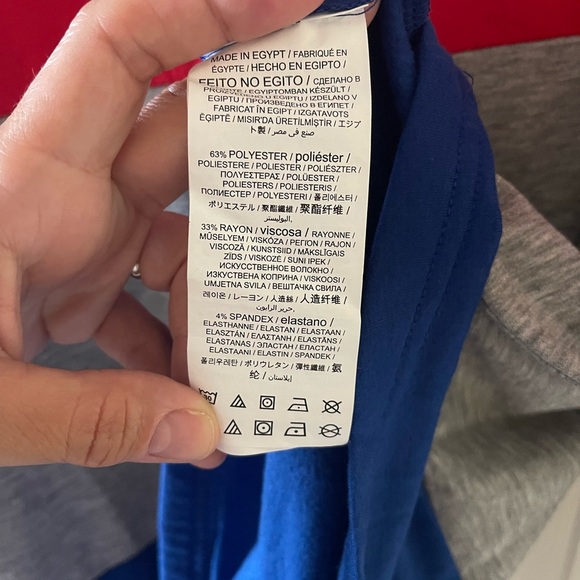 MADE IN EGYPT / FABRIQUÉ EN
ÉGYPTE / HECHO EN EGIPTO /
FEITO NO EGITO / СДЕЛАНО В
EGIPTU / ПРОИЗВЕДЕНО В ЕГИПЕТ /
FABRICAT ÎN EGIPT / IZGATAVOTS
ĒĢIPTĒ / MISIR'DA ÜRETİLMİŞTİR / エジプ
ト製 / صنع في مصر
63% POLYESTER / poliéster /
POLIESTERE / POLIESTER / POLIÉSZTER /
ΠΟΛΥΕΣΤΕΡΑΣ / POLÜESTER /
POLIESTERS / POLIESTERIS /
ПОЛИЕСТЕР / POLYESTERI / 폴리에스터 /
ポリエステル / 聚酯纖維 / 聚酯纤维 /
البوليستر.
33% RAYON / viscosa / RAYONNE /
MŰSELYEM / VISKÓZA / РЕГИОН / RAJON /
VISCOZĂ / KUNSTSIID / MĀKSLĪGAIS
ZĪDS / VISKOZE / SUNI IPEK /
ИСКУССТВЕННОЕ ВОЛОКНО /
ИЗКУСТВЕНА КОПРИНА / VISKOOSI /
UMJETNA SVILA / ВЕШТАЧКА СВИЛА /
레이온 / レーヨン / 人造絲 / 人造纤维 /
حرير الرايون.
4% SPANDEX / elastano /
ELASTHANNE / ELASTAN / ELASTAAN /
ELASZTÁN / ΕΛΑΣΤΑΝΗ / ELASTĀNS /
ELASTANAS / ЭЛАСТАН / ЕЛАСТАН /
ELASTAANI / ELASTIN / SPANDEK /
폴리우레탄 / ポリウレタン / 彈性纖維 / 氨
纶 / إيلاستان